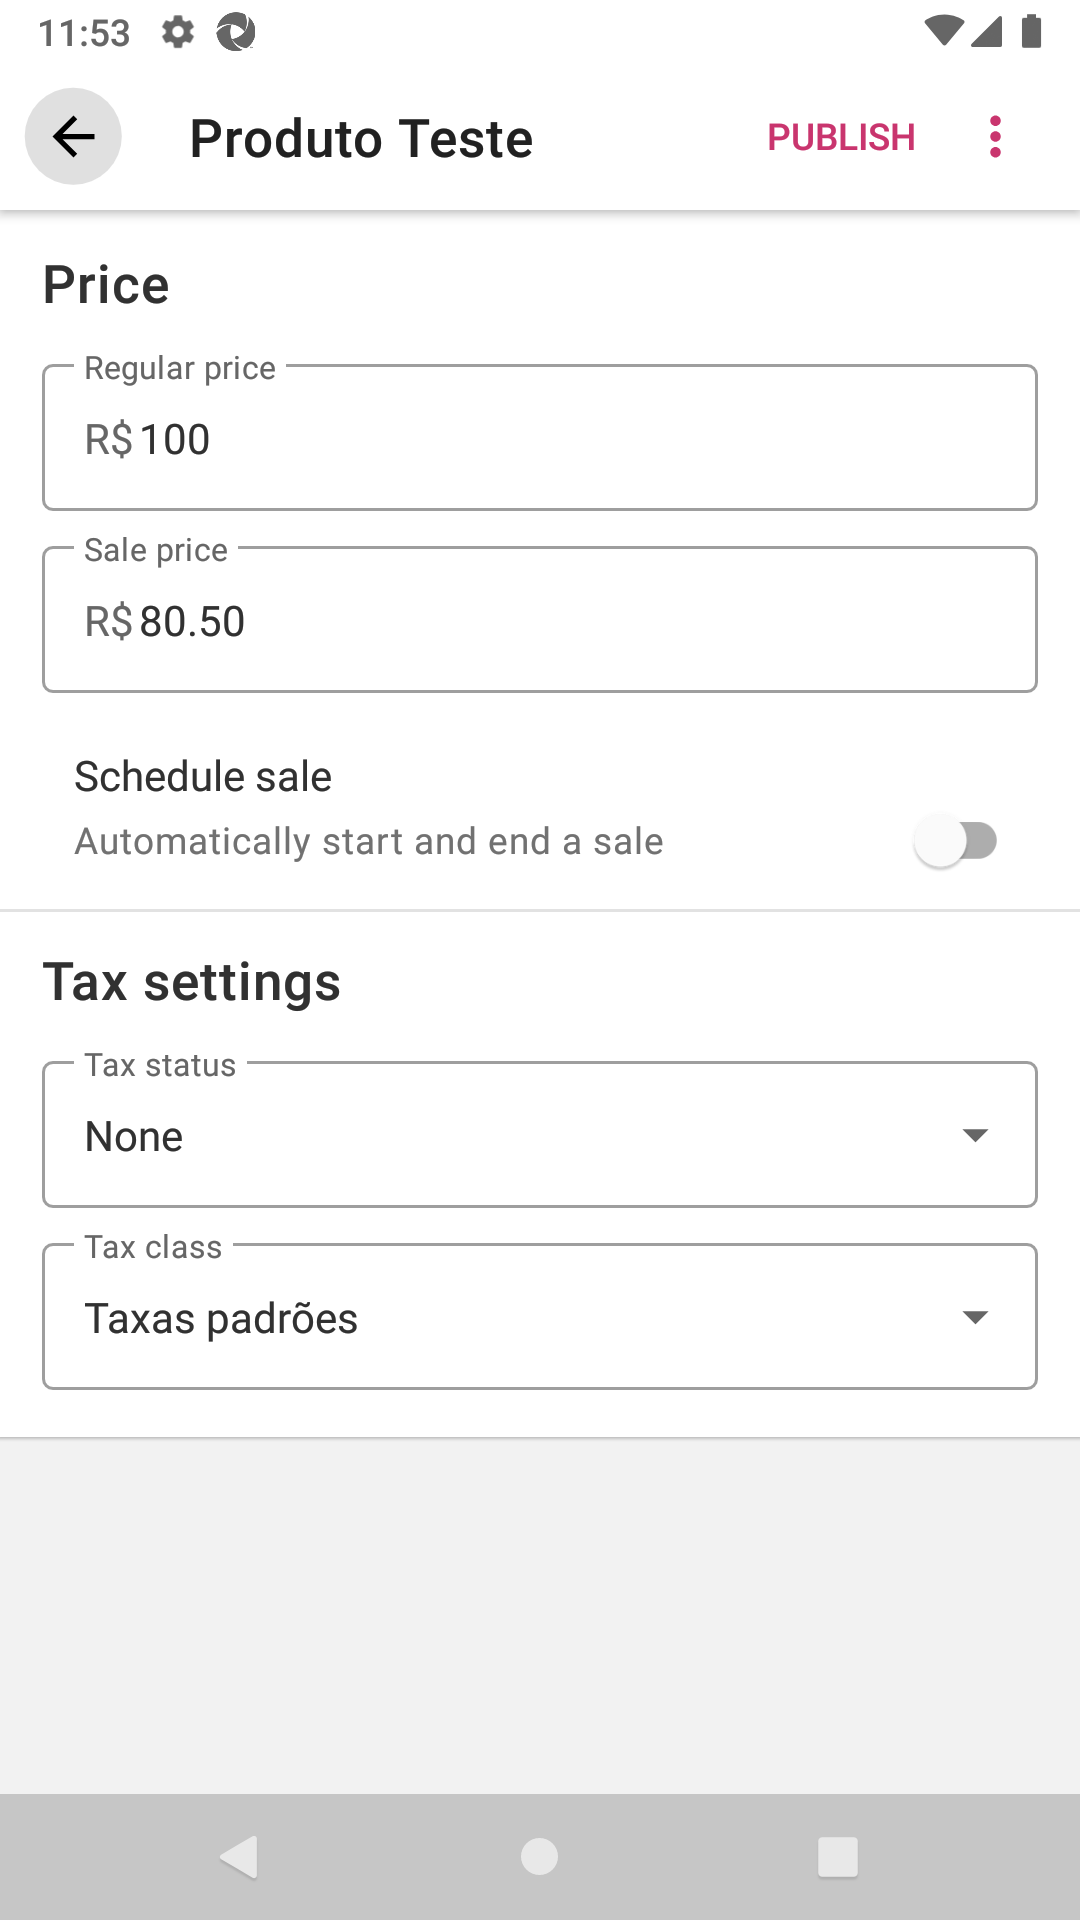 11:53
Produto Teste
PUBLISH
Price
Regular price
R$ 100
Sale price
R$ 80.50
Schedule sale
Automatically start and end a sale
Tax settings
Tax status
None
Tax class
Taxas padrões